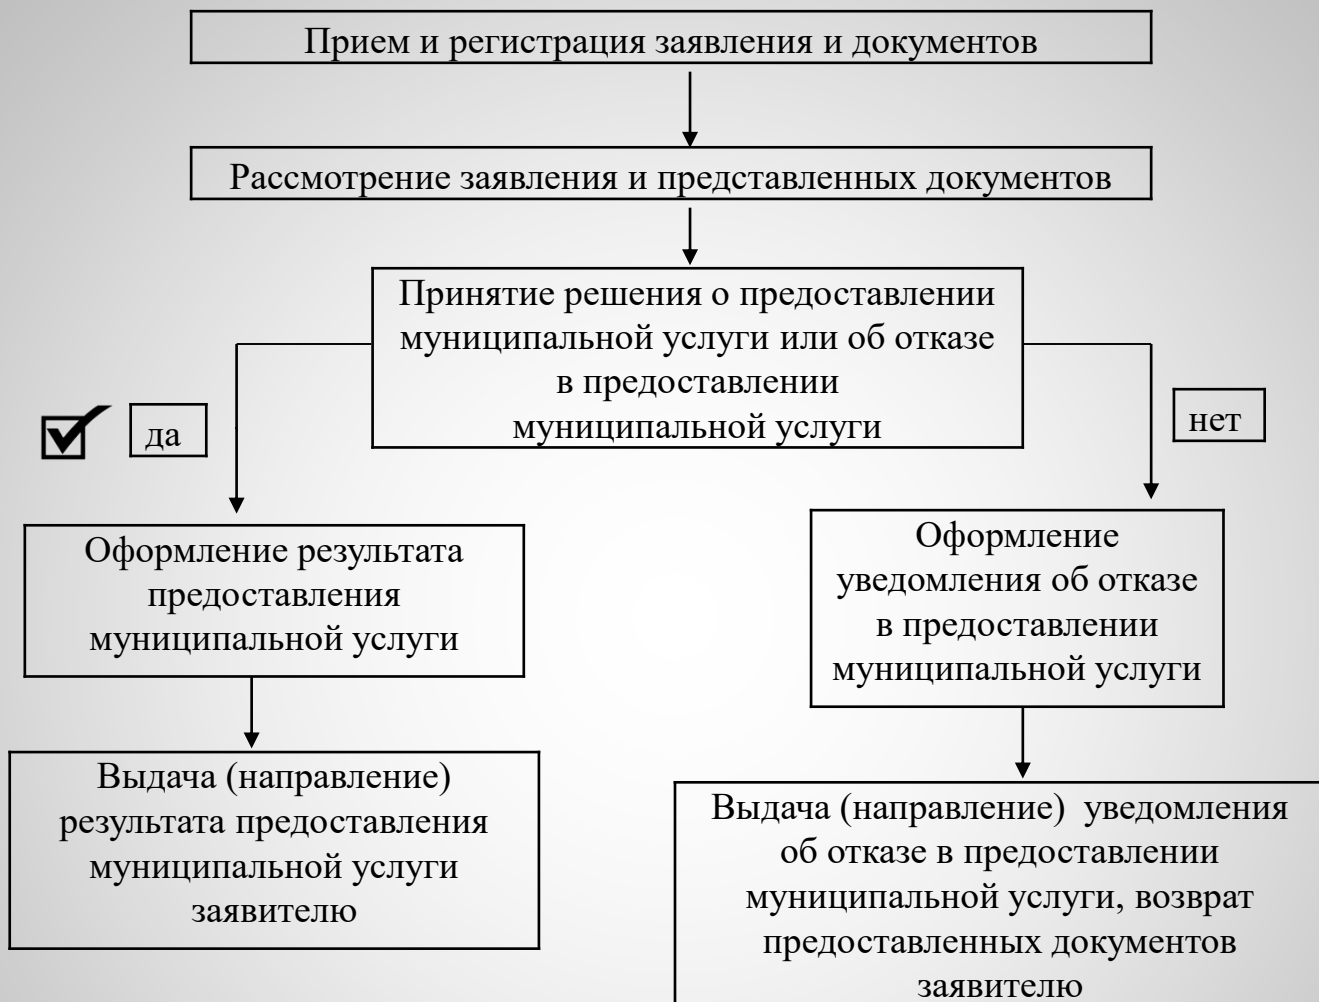 Прием и регистрация заявления и документов
Рассмотрение заявления и представленных документов
Принятие решения о предоставлении
муниципальной услуги или об отказе
в предоставлении
муниципальной услуги
да
нет
Оформление результата
предоставления
муниципальной услуги
Оформление
уведомления об отказе
в предоставлении
муниципальной услуги
Выдача (направление)
результата предоставления
муниципальной услуги
заявителю
Выдача (направление) уведомления
об отказе в предоставлении
муниципальной услуги, возврат
предоставленных документов
заявителю